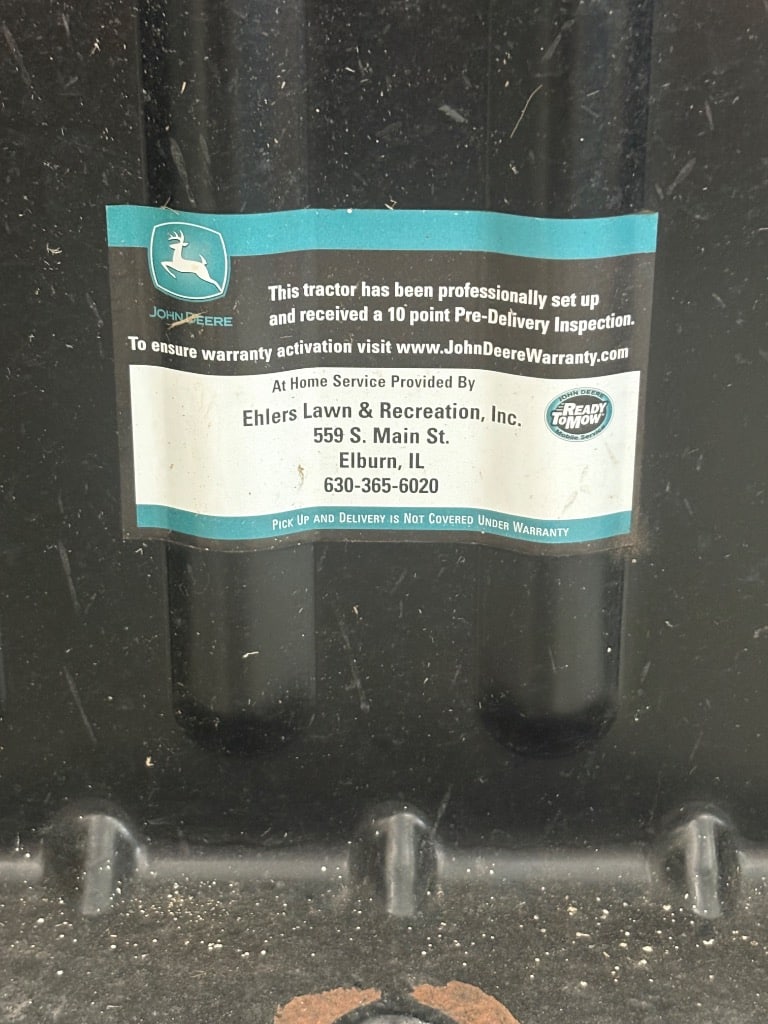 JOHN DEERE
This tractor has been professionally set up
and received a 10 point Pre-Delivery Inspection.
To ensure warranty activation visit www.JohnDeereWarranty.com
At Home Service Provided By
Ehlers Lawn & Recreation, Inc.
559 S. Main St.
Elburn, IL
630-365-6020
JOHN DEERE
READY
TO MOW
Mobile Service
PICK UP AND DELIVERY IS NOT COVERED UNDER WARRANTY